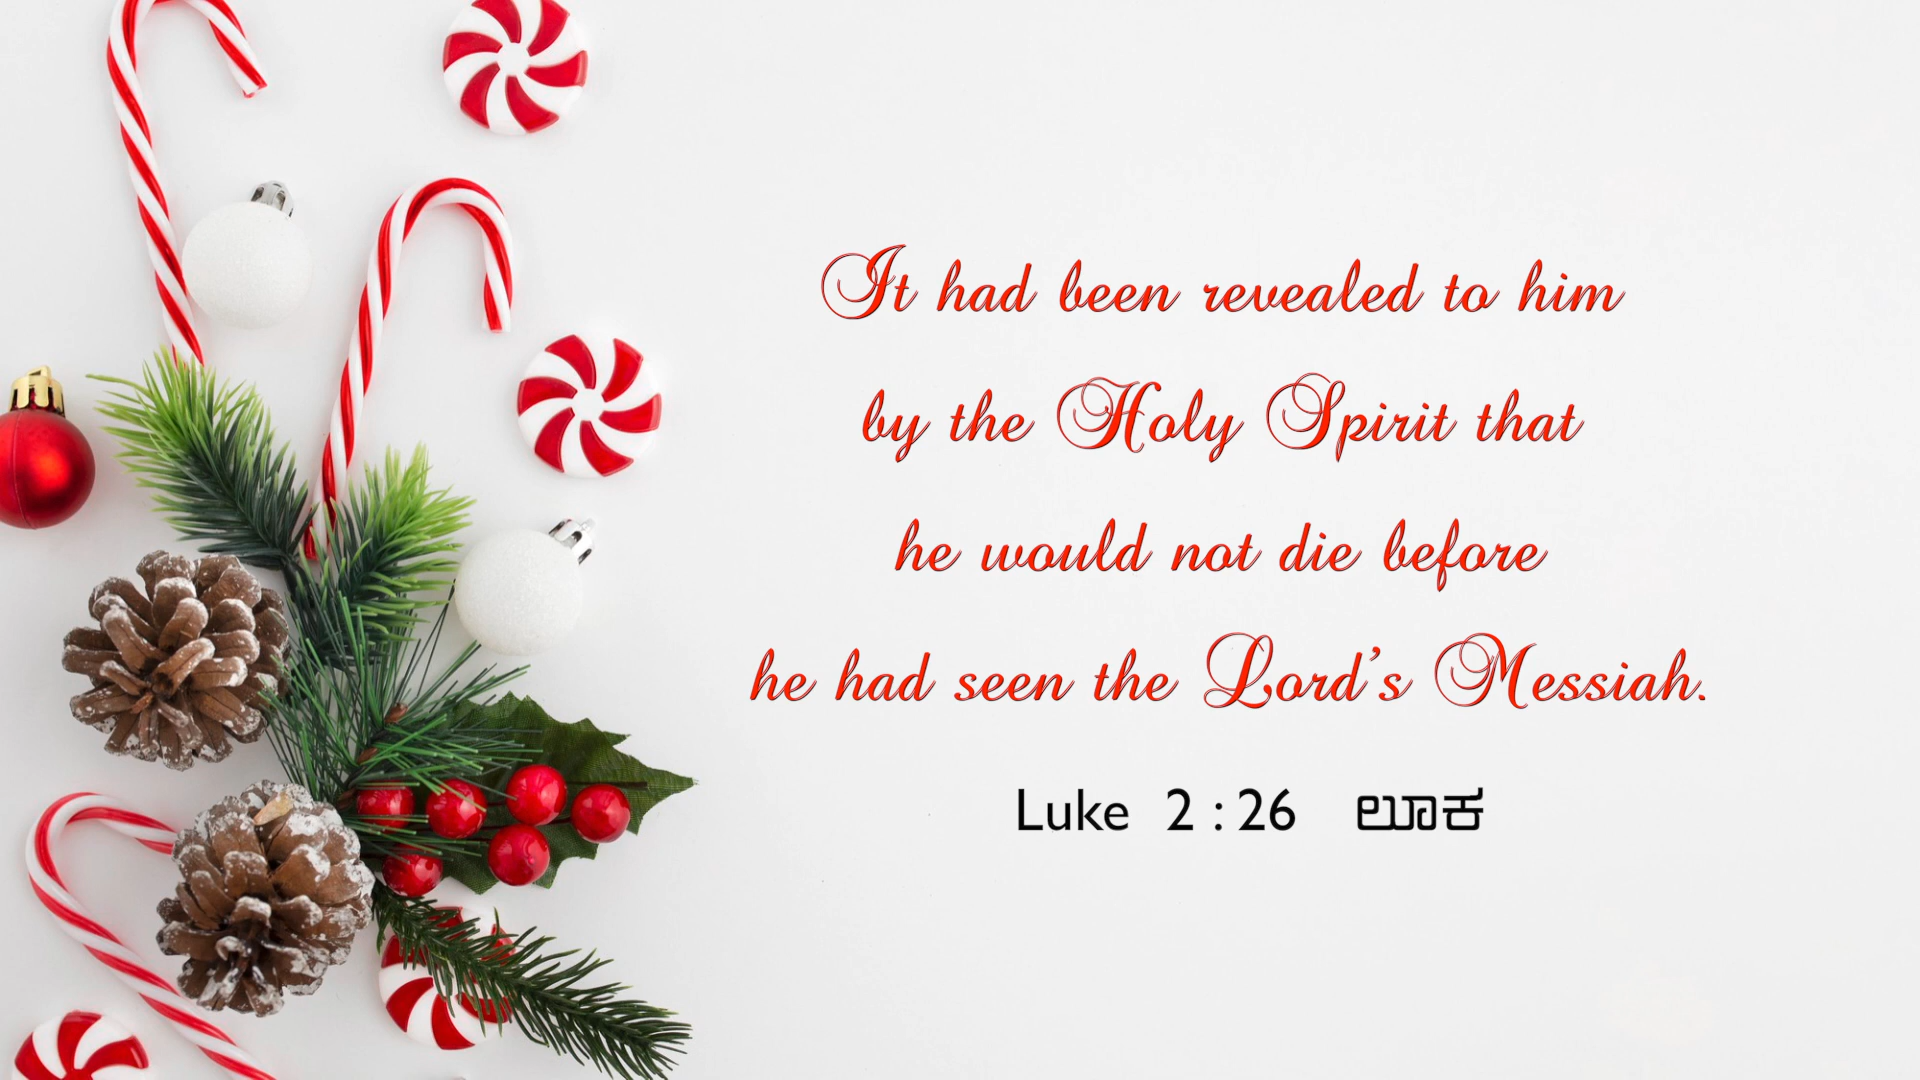 It had been revealed to him
by the Holy Spirit that
he would not die before
he had seen the Lord's Messiah.
Luke 2 : 26 ಲೂಕ